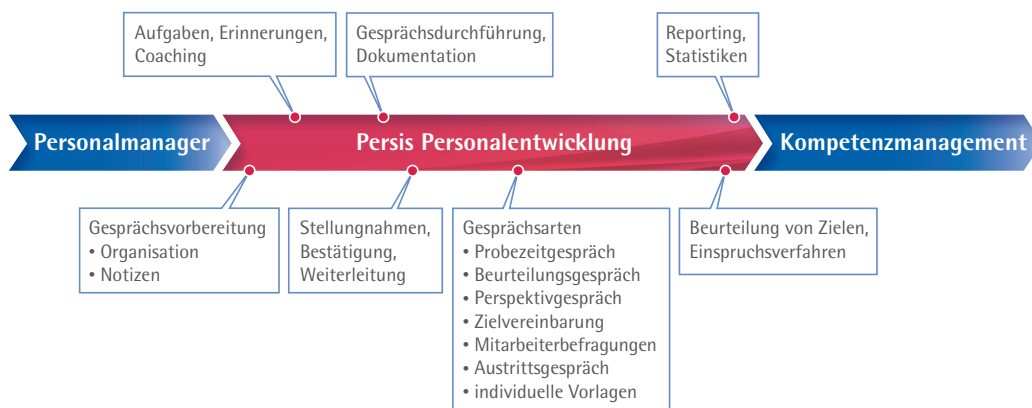 Aufgaben, Erinnerungen,
Coaching
Gesprächsdurchführung,
Dokumentation
Reporting,
Statistiken
Personalmanager
Persis Personalentwicklung
Kompetenzmanagement
Gesprächsvorbereitung
• Organisation
• Notizen
Stellungnahmen,
Bestätigung,
Weiterleitung
Gesprächsarten
• Probezeitgespräch
• Beurteilungsgespräch
• Perspektivgespräch
• Zielvereinbarung
• Mitarbeiterbefragungen
• Austrittsgespräch
• individuelle Vorlagen
Beurteilung von Zielen,
Einspruchsverfahren